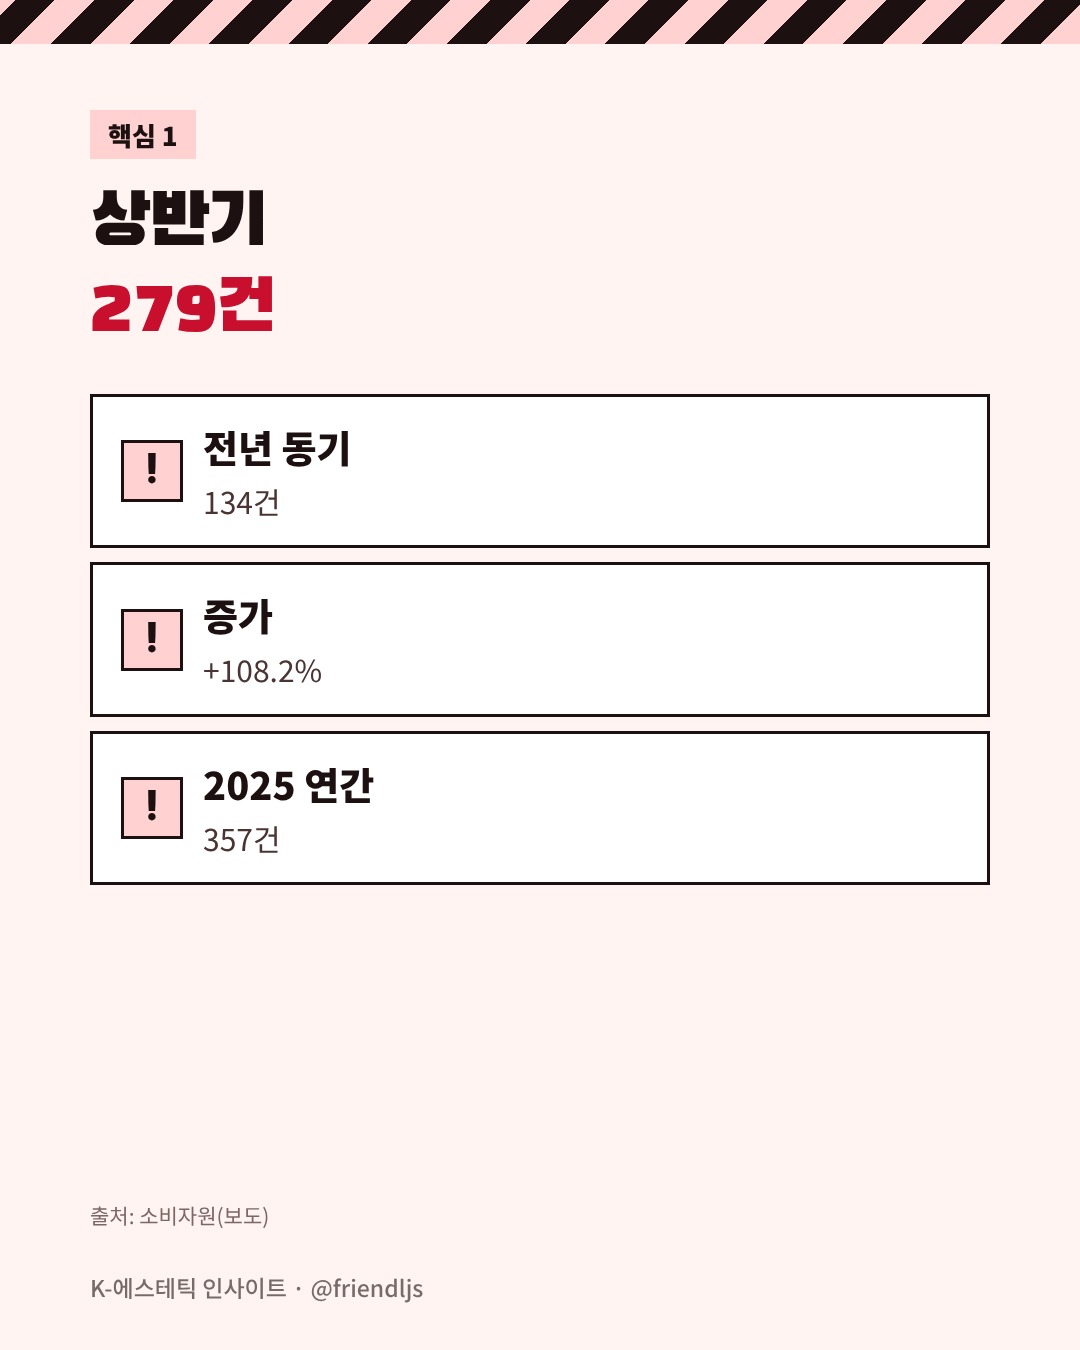 핵심 1
상반기
279건
!
전년 동기
134건
!
증가
+108.2%
!
2025 연간
357건
출처: 소비자원(보도)
K-에스테틱 인사이트 · @friendljs